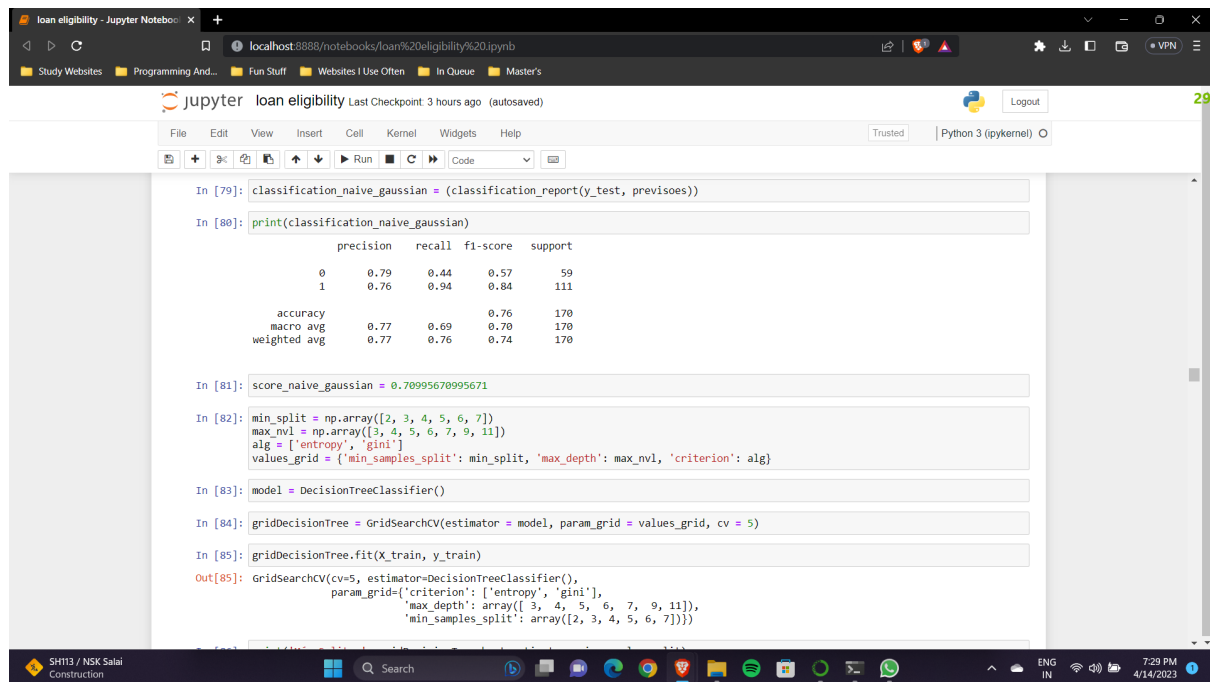 loan eligibility - Jupyter Noteboo
localhost:8888/notebooks/loan%20eligibility%20.ipynb
VPN
Study Websites Programming And... Fun Stuff Websites I Use Often In Queue Master's
jupyter loan eligibility Last Checkpoint: 3 hours ago (autosaved)
Logout
29
File Edit View Insert Cell Kernel Widgets Help
Trusted Python 3 (ipykernel)
Run Code
In [79]: classification_naive_gaussian = (classification_report(y_test, previsoes))
In [80]: print(classification_naive_gaussian)
precision recall f1-score support
0 0.79 0.44 0.57 59
1 0.76 0.94 0.84 111
accuracy 0.76 170
macro avg 0.77 0.69 0.70 170
weighted avg 0.77 0.76 0.74 170
In [81]: score_naive_gaussian = 0.70995670995671
In [82]: min_split = np.array([2, 3, 4, 5, 6, 7])
max_nvl = np.array([3, 4, 5, 6, 7, 9, 11])
alg = ['entropy', 'gini']
values_grid = {'min_samples_split': min_split, 'max_depth': max_nvl, 'criterion': alg}
In [83]: model = DecisionTreeClassifier()
In [84]: gridDecisionTree = GridSearchCV(estimator = model, param_grid = values_grid, cv = 5)
In [85]: gridDecisionTree.fit(X_train, y_train)
Out[85]: GridSearchCV(cv=5, estimator=DecisionTreeClassifier(),
param_grid={'criterion': ['entropy', 'gini'],
'max_depth': array([ 3, 4, 5, 6, 7, 9, 11]),
'min_samples_split': array([2, 3, 4, 5, 6, 7])})
SH113 / NSK Salai
Construction
Search
ENG
IN
7:29 PM
4/14/2023
1